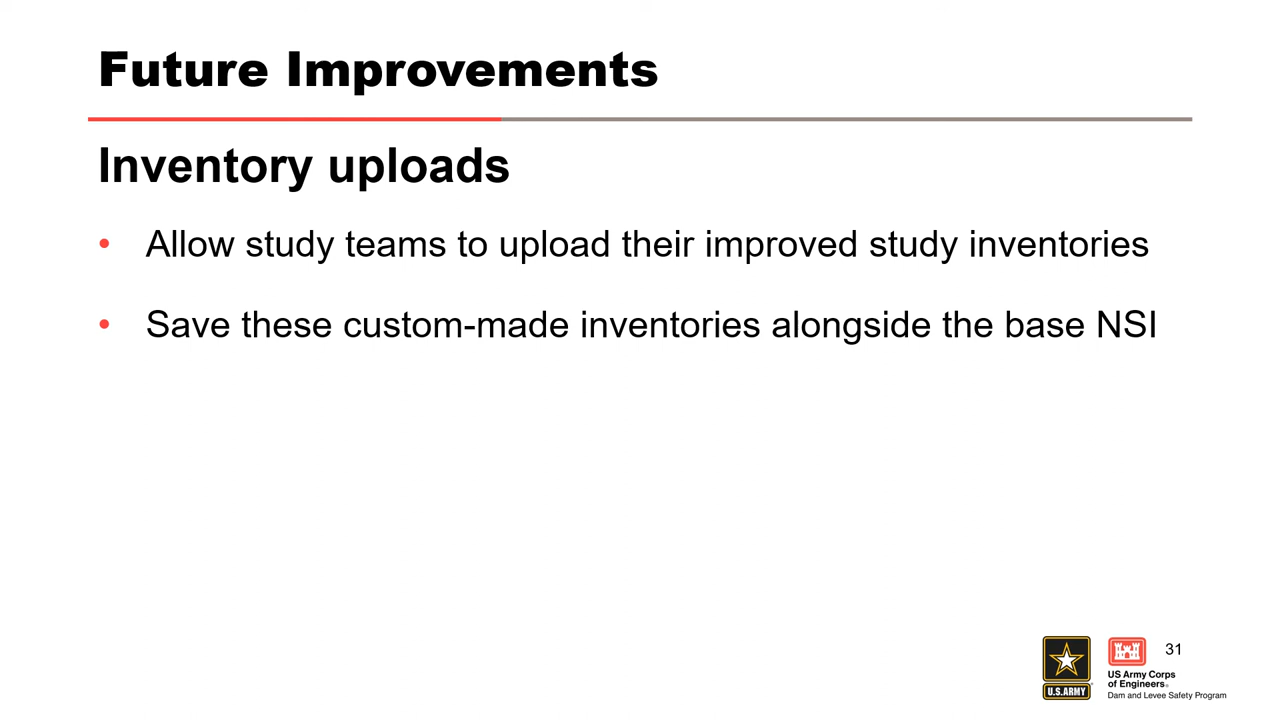 Future Improvements
Inventory uploads
• Allow study teams to upload their improved study inventories
• Save these custom-made inventories alongside the base NSI
31
U.S.ARMY
US Army Corps
of Engineers®
Dam and Levee Safety Program